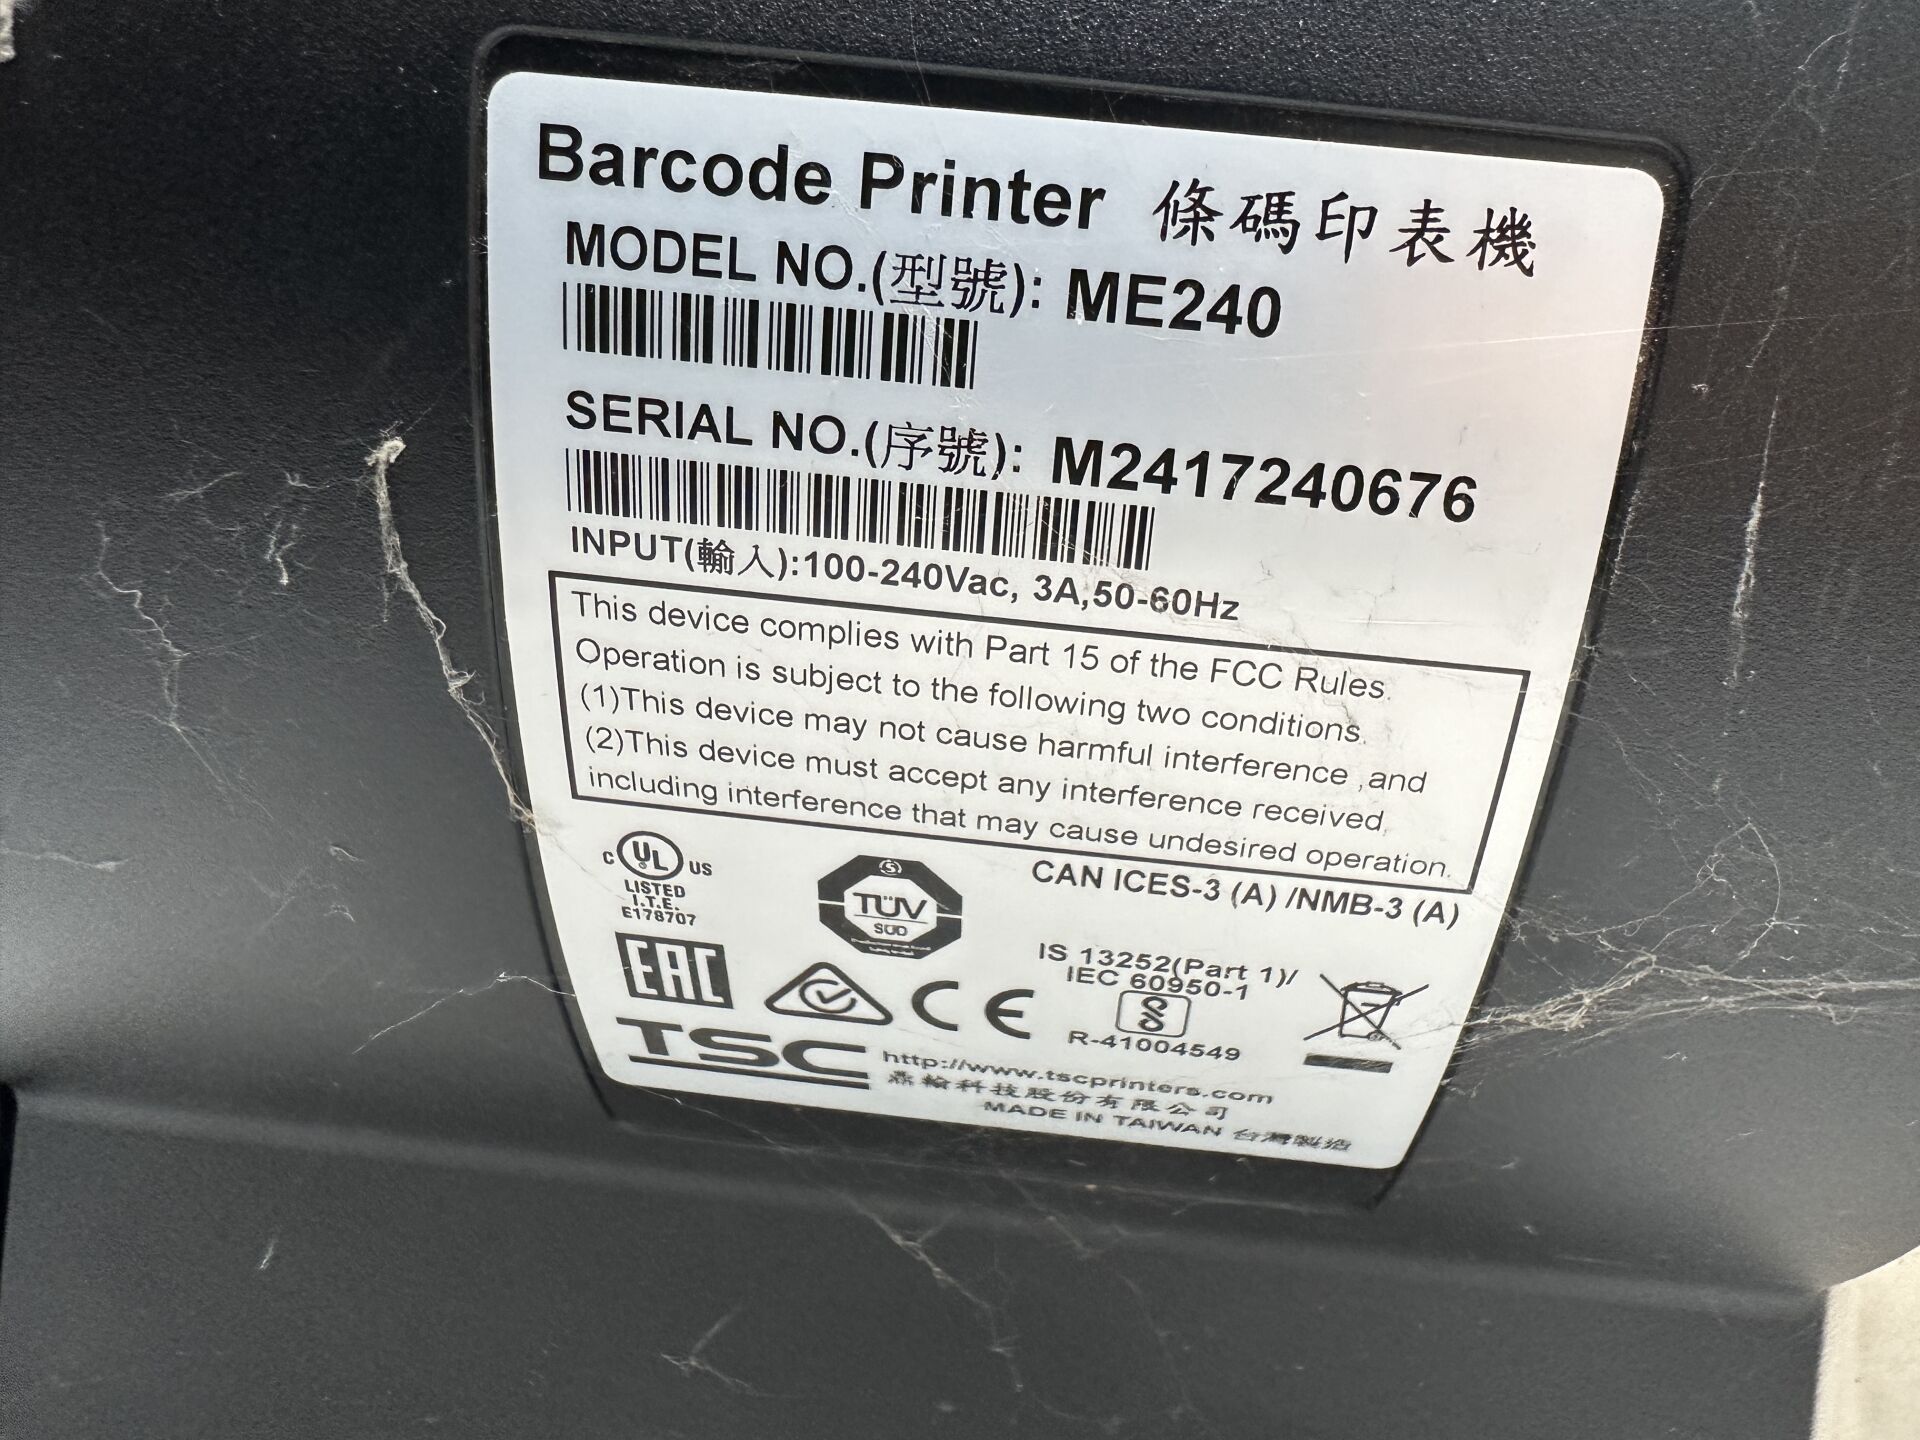 Barcode Printer 條碼印表機
MODEL NO.(型號): ME240
SERIAL NO.(序號): M2417240676
INPUT(輸入):100-240Vac, 3A,50-60Hz
This device complies with Part 15 of the FCC Rules.
Operation is subject to the following two conditions.
(1)This device may not cause harmful interference ,and
(2)This device must accept any interference received,
including interference that may cause undesired operation.
c UL US
LISTED
I.T.E.
E178707
S
TÜV
SÜD
CAN ICES-3 (A) /NMB-3 (A)
IS 13252(Part 1)/
IEC 60950-1
R-41004549
EAC
CE
TSC
http://www.tscprinters.com
鼎翰科技股份有限公司
MADE IN TAIWAN 台灣製造